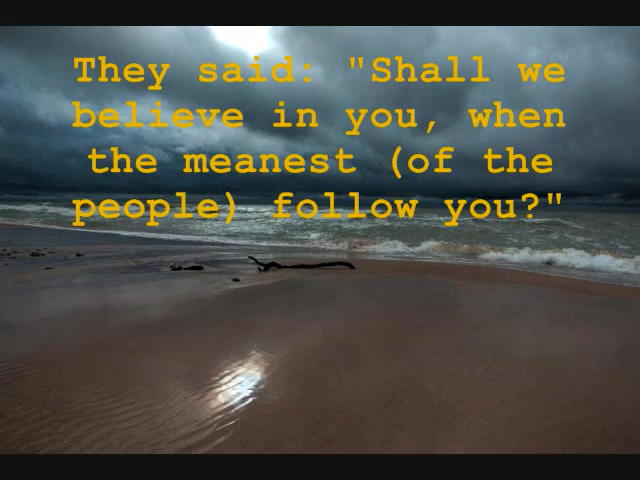 They said: "Shall we
believe in you, when
the meanest (of the
people) follow you?"